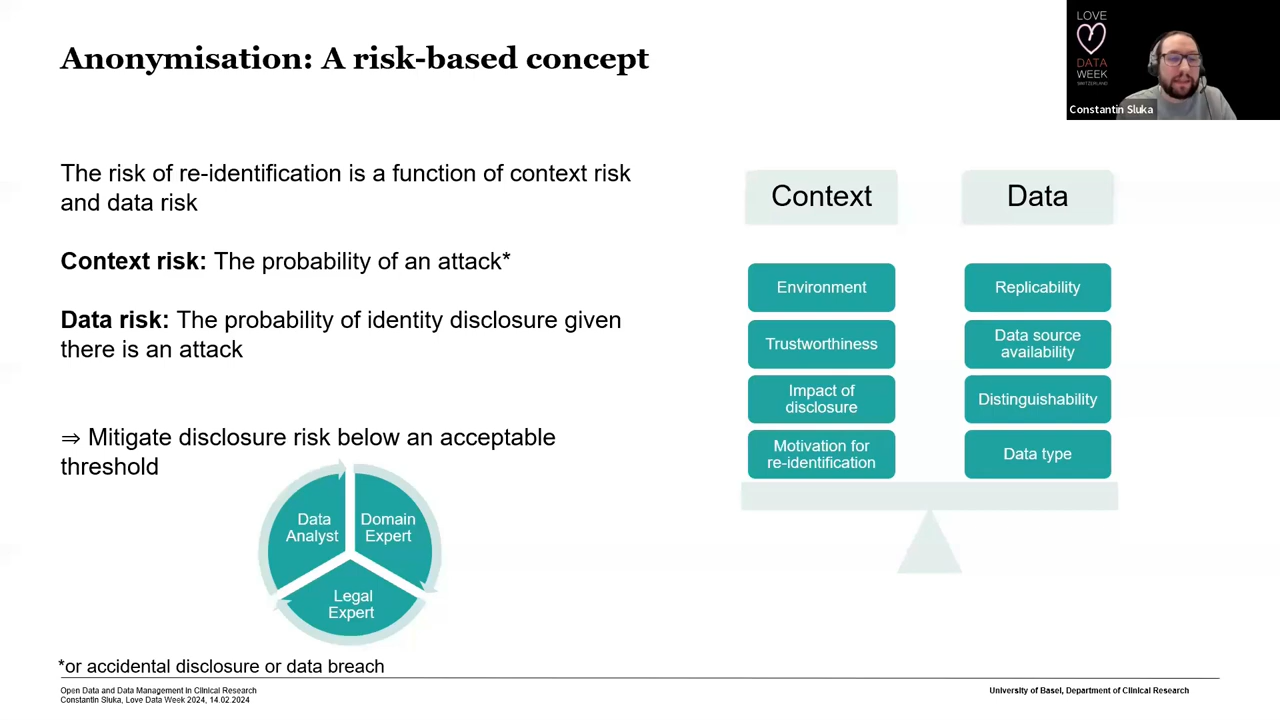 Anonymisation: A risk-based concept
LOVE
DATA
WEEK
SWITZERLAND
Constantin Sluka
The risk of re-identification is a function of context risk
and data risk
Context risk: The probability of an attack*
Data risk: The probability of identity disclosure given
there is an attack
⇒ Mitigate disclosure risk below an acceptable
threshold
Data
Analyst
Domain
Expert
Legal
Expert
Context
Environment
Trustworthiness
Impact of
disclosure
Motivation for
re-identification
Data
Replicability
Data source
availability
Distinguishability
Data type
*or accidental disclosure or data breach
Open Data and Data Management in Clinical Research
Constantin Sluka, Love Data Week 2024, 14.02.2024
University of Basel, Department of Clinical Research